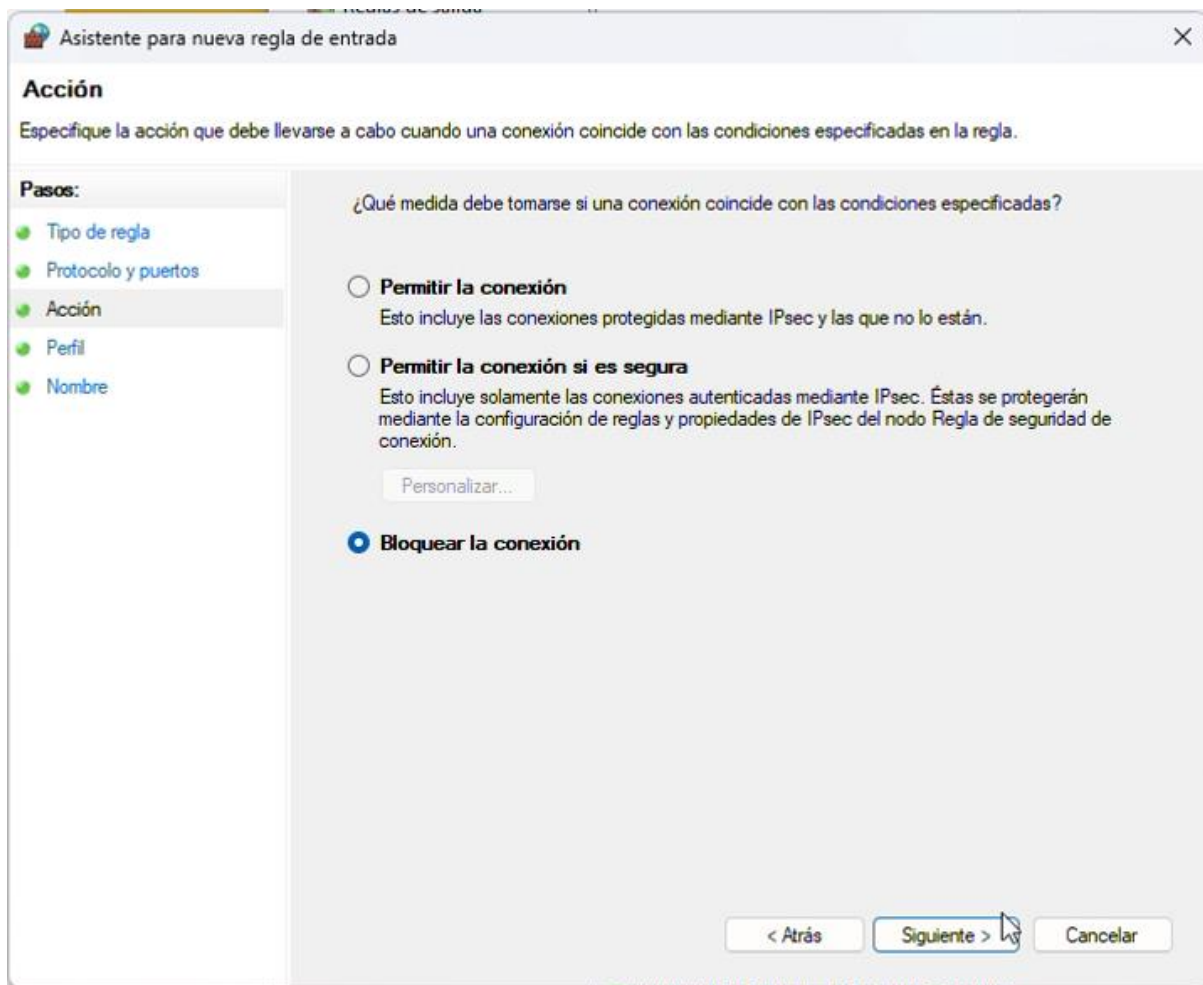 Reglas de salida
Asistente para nueva regla de entrada
Acción
Especifique la acción que debe llevarse a cabo cuando una conexión coincide con las condiciones especificadas en la regla.
Pasos:
Tipo de regla
Protocolo y puertos
Acción
Perfil
Nombre
¿Qué medida debe tomarse si una conexión coincide con las condiciones especificadas?
Permitir la conexión
Esto incluye las conexiones protegidas mediante IPsec y las que no lo están.
Permitir la conexión si es segura
Esto incluye solamente las conexiones autenticadas mediante IPsec. Éstas se protegerán
mediante la configuración de reglas y propiedades de IPsec del nodo Regla de seguridad de
conexión.
Personalizar...
Bloquear la conexión
< Atrás
Siguiente >
Cancelar